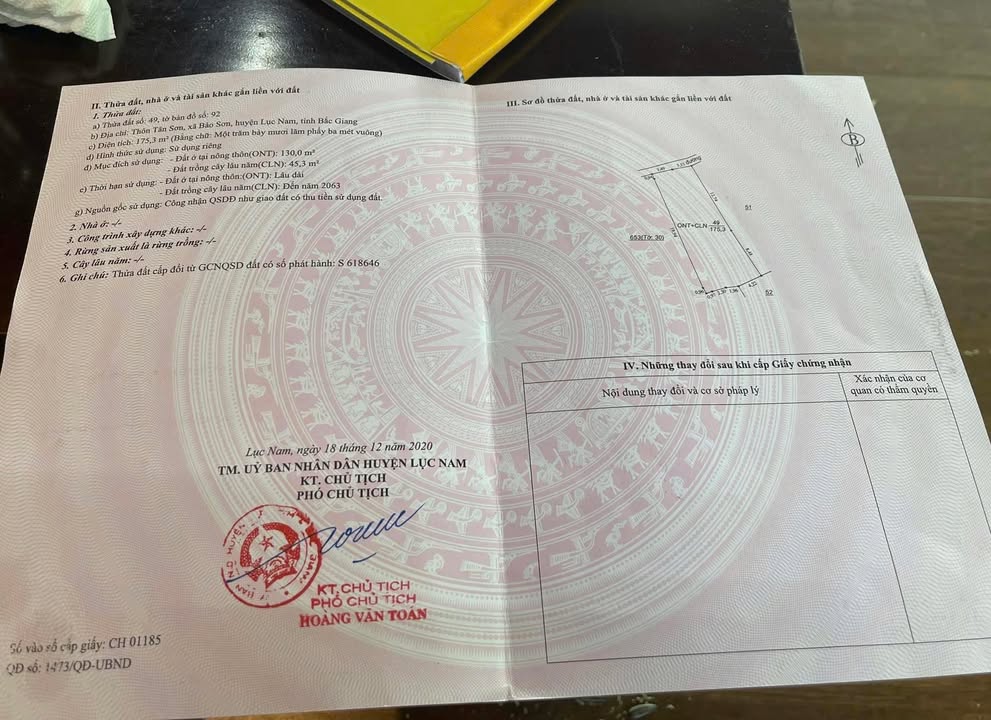 II. Thửa đất, nhà ở và tài sản khác gắn liền với đất
1. Thửa đất:
a) Thửa đất số: 49, tờ bản đồ số: 92
b) Địa chỉ: Thôn Tân Sơn, xã Bảo Sơn, huyện Lục Nam, tỉnh Bắc Giang
c) Diện tích: 175,3 m² (Bằng chữ: Một trăm bảy mươi lăm phẩy ba mét vuông)
d) Hình thức sử dụng: Sử dụng riêng
đ) Mục đích sử dụng: - Đất ở tại nông thôn(ONT): 130,0 m²
- Đất trồng cây lâu năm(CLN): 45,3 m²
e) Thời hạn sử dụng: - Đất ở tại nông thôn:(ONT): Lâu dài
- Đất trồng cây lâu năm(CLN): Đến năm 2063
g) Nguồn gốc sử dụng: Công nhận QSDĐ như giao đất có thu tiền sử dụng đất.
2. Nhà ở: -/-
3. Công trình xây dựng khác: -/-
4. Rừng sản xuất là rừng trồng: -/-
5. Cây lâu năm: -/-
6. Ghi chú: Thửa đất cấp đổi từ GCNQSD đất có số phát hành: S 618646
Lục Nam, ngày 18 tháng 12 năm 2020
TM. UỶ BAN NHÂN DÂN HUYỆN LỤC NAM
KT. CHỦ TỊCH
PHÓ CHỦ TỊCH
KT. CHỦ TỊCH
PHÓ CHỦ TỊCH
HOÀNG VĂN TOÁN
Số vào sổ cấp giấy: CH 01185
QĐ số: 1473/QĐ-UBND
III. Sơ đồ thửa đất, nhà ở và tài sản khác gắn liền với đất
B
đường
51
ONT+CLN 49
175,3
653(Tờ: 30)
52
IV. Những thay đổi sau khi cấp Giấy chứng nhận
Nội dung thay đổi và cơ sở pháp lý
Xác nhận của cơ
quan có thẩm quyền